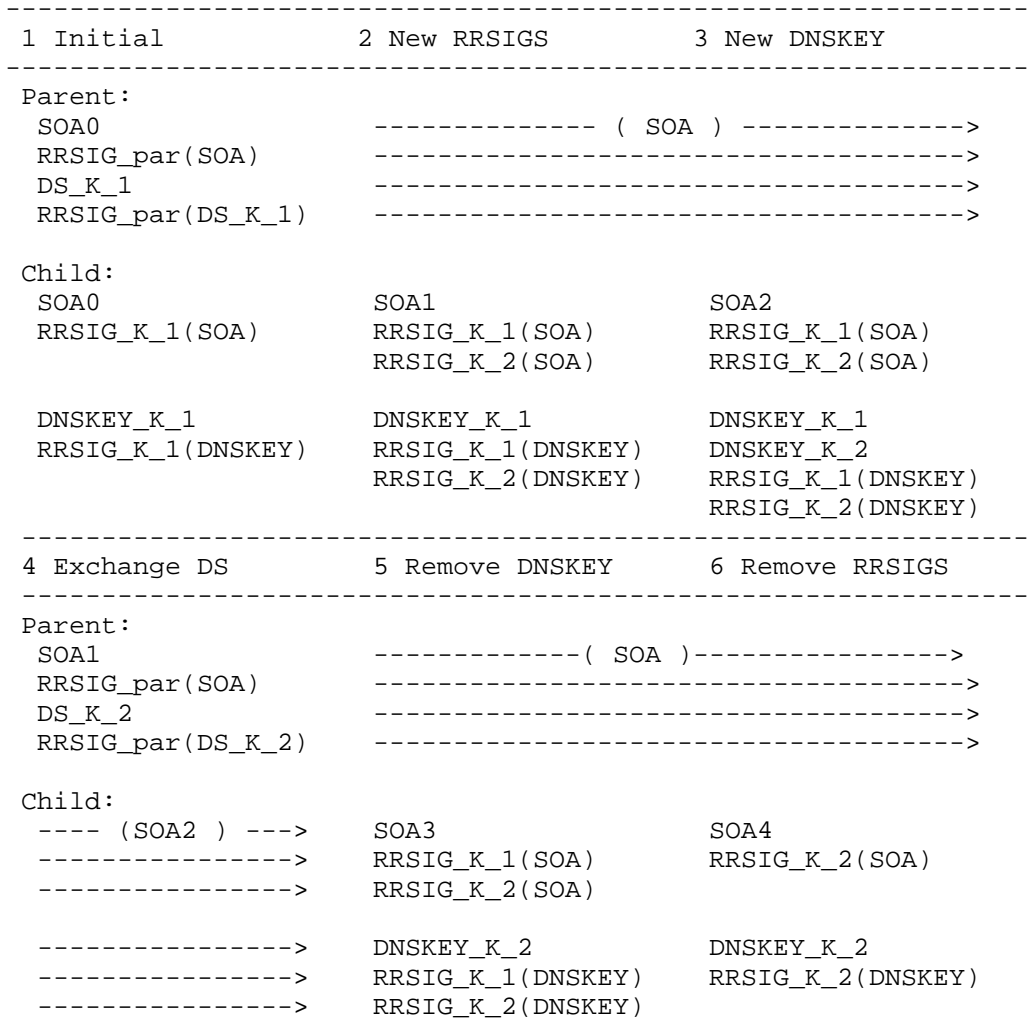 ----------------------------------------------------------------
1 Initial            2 New RRSIGS         3 New DNSKEY
----------------------------------------------------------------
Parent:
 SOA0                 -------------- ( SOA ) -------------->
 RRSIG_par(SOA)       ------------------------------------->
 DS_K_1               ------------------------------------->
 RRSIG_par(DS_K_1)    ------------------------------------->

Child:
 SOA0                 SOA1                 SOA2
 RRSIG_K_1(SOA)       RRSIG_K_1(SOA)       RRSIG_K_1(SOA)
                      RRSIG_K_2(SOA)       RRSIG_K_2(SOA)

 DNSKEY_K_1           DNSKEY_K_1           DNSKEY_K_1
 RRSIG_K_1(DNSKEY)    RRSIG_K_1(DNSKEY)    DNSKEY_K_2
                      RRSIG_K_2(DNSKEY)    RRSIG_K_1(DNSKEY)
                                           RRSIG_K_2(DNSKEY)
----------------------------------------------------------------
4 Exchange DS         5 Remove DNSKEY      6 Remove RRSIGS
----------------------------------------------------------------
Parent:
 SOA1                 -------------( SOA )---------------->
 RRSIG_par(SOA)       ------------------------------------->
 DS_K_2               ------------------------------------->
 RRSIG_par(DS_K_2)    ------------------------------------->

Child:
 ---- (SOA2 ) --->    SOA3                 SOA4
 ---------------->    RRSIG_K_1(SOA)       RRSIG_K_2(SOA)
 ---------------->    RRSIG_K_2(SOA)

 ---------------->    DNSKEY_K_2           DNSKEY_K_2
 ---------------->    RRSIG_K_1(DNSKEY)    RRSIG_K_2(DNSKEY)
 ---------------->    RRSIG_K_2(DNSKEY)